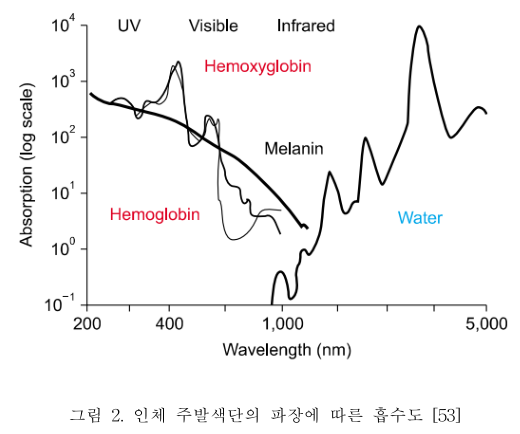 UV Visible Infrared
10⁴
10³
10²
10¹
10⁰
10⁻¹
Absorption (log scale)
Hemoxyglobin
Melanin
Hemoglobin
Water
200 400 1,000 5,000
Wavelength (nm)
그림 2. 인체 주발색단의 파장에 따른 흡수도 [53]